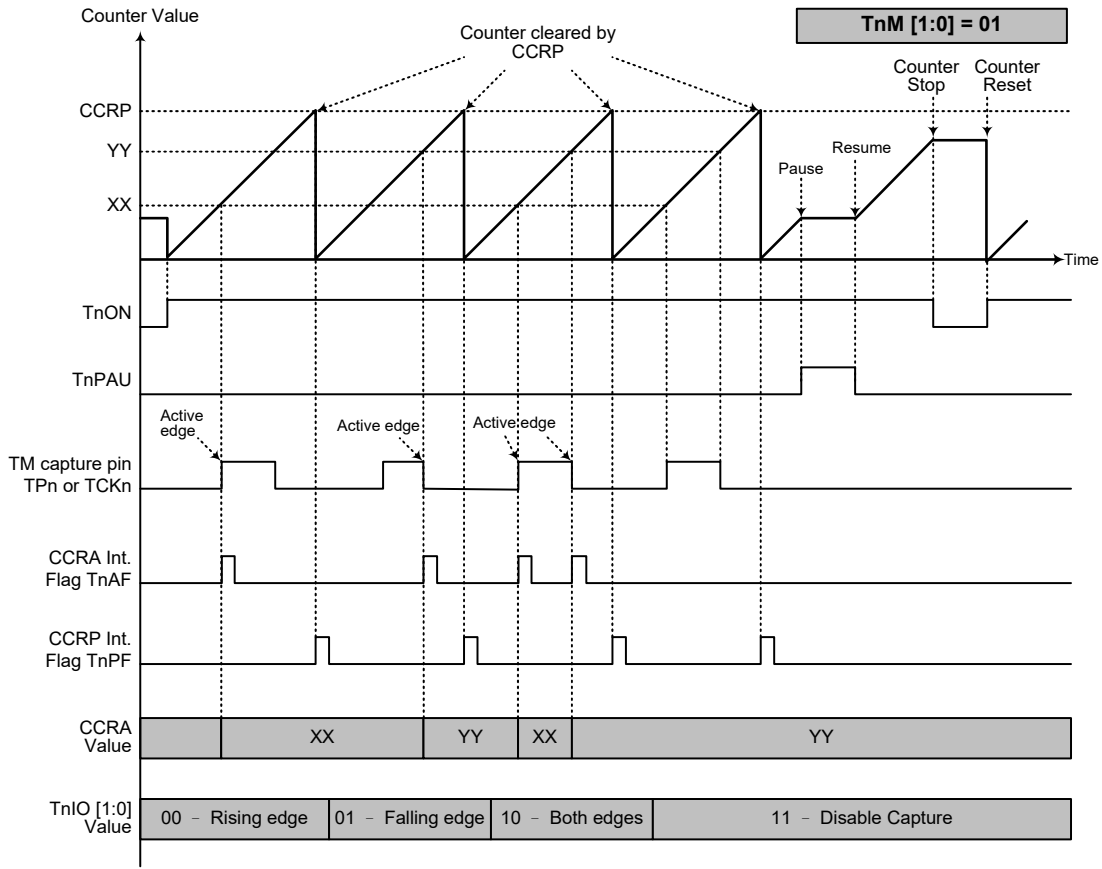 Counter Value
TnM [1:0] = 01
Counter cleared by
CCRP
Counter
Stop
Counter
Reset
CCRP
YY
XX
Pause
Resume
Time
TnON
TnPAU
Active
edge
Active edge
Active edge
TM capture pin
TPn or TCKn
CCRA Int.
Flag TnAF
CCRP Int.
Flag TnPF
CCRA
Value
XX
YY
XX
YY
TnIO [1:0]
Value
00 – Rising edge
01 – Falling edge
10 – Both edges
11 – Disable Capture